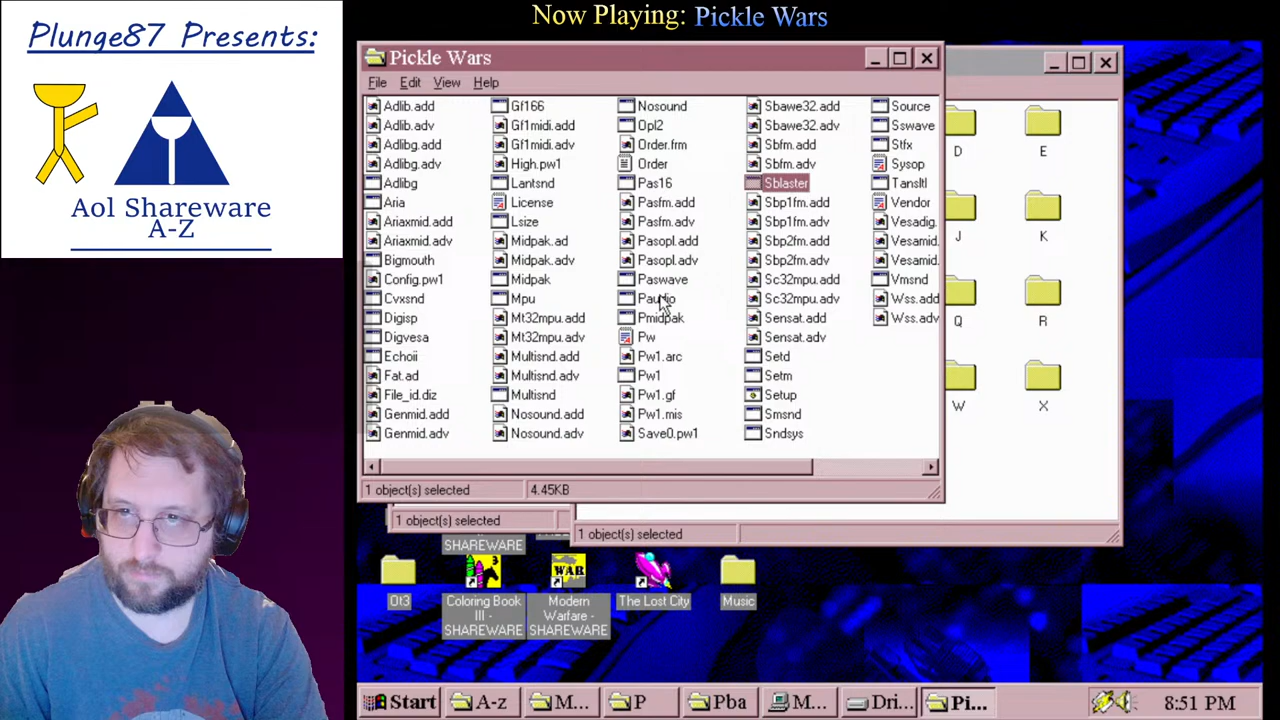 Plunge87 Presents:
Aol Shareware
A-Z
Now Playing: Pickle Wars
Pickle Wars
File Edit View Help
Adlib.add
Adlib.adv
Adlibg.add
Adlibg.adv
Adlibg
Aria
Ariaxmid.add
Ariaxmid.adv
Bigmouth
Config.pw1
Cvxsnd
Digisp
Digvesa
Echoii
Fat.ad
File_id.diz
Genmid.add
Genmid.adv
Gf166
Gf1midi.add
Gf1midi.adv
High.pw1
Lantsnd
License
Lsize
Midpak.ad
Midpak.adv
Midpak
Mpu
Mt32mpu.add
Mt32mpu.adv
Multisnd.add
Multisnd.adv
Multisnd
Nosound.add
Nosound.adv
Nosound
Opl2
Order.frm
Order
Pas16
Pasfm.add
Pasfm.adv
Pasopl.add
Pasopl.adv
Paswave
Pmidpak
Pw
Pw1.arc
Pw1
Pw1.gf
Pw1.mis
Save0.pw1
Sbawe32.add
Sbawe32.adv
Sbfm.add
Sbfm.adv
Sblaster
Sbp1fm.add
Sbp1fm.adv
Sbp2fm.add
Sbp2fm.adv
Sc32mpu.add
Sc32mpu.adv
Sensat.add
Sensat.adv
Setd
Setm
Setup
Smsnd
Sndsys
Source
Sswave
Stfx
Sysop
Tansltl
Vendor
Vesadig.
Vesamid.
Vesamid.
Vmsnd
Wss.add
Wss.adv
1 object(s) selected 4.45KB
D E
J K
Q R
W X
1 object(s) selected
1 object(s) selected
SHAREWARE
Ot3
Coloring Book
III -
SHAREWARE
Modern
Warfare -
SHAREWARE
WAR
3
The Lost City
Music
Start A-z M... P Pba M... Dri... Pi... 8:51 PM